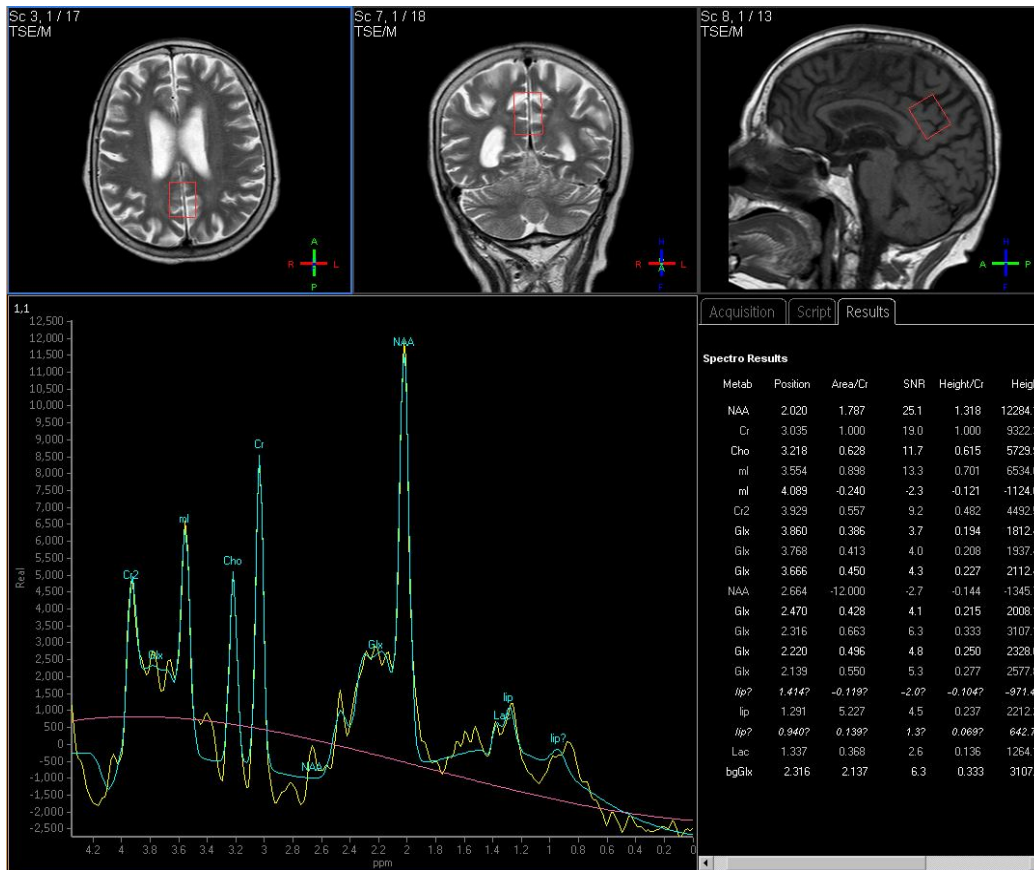 Sc 3, 1 / 17
TSE/M
A
R L
P
Sc 7, 1 / 18
TSE/M
H
R L
A
F
Sc 8, 1 / 13
TSE/M
H
A P
F
1,1
12,500
12,000
11,500
11,000
10,500
10,000
9,500
9,000
8,500
8,000
7,500
7,000
6,500
6,000
5,500
5,000
4,500
4,000
3,500
3,000
2,500
2,000
1,500
1,000
500
0
-500
-1,000
-1,500
-2,000
-2,500
Real
NAA
Cr
mI
Cho
Cr2
Glx
Glx
NAA
Lac
lip
lip?
4.2 4 3.8 3.6 3.4 3.2 3 2.8 2.6 2.4 2.2 2 1.8 1.6 1.4 1.2 1 0.8 0.6 0.4 0.2 0
ppm
Acquisition Script Results
Spectro Results
Metab Position Area/Cr SNR Height/Cr Heigh
NAA 2.020 1.787 25.1 1.318 12284.
Cr 3.035 1.000 19.0 1.000 9322.
Cho 3.218 0.628 11.7 0.615 5729.
mI 3.554 0.898 13.3 0.701 6534.
mI 4.089 -0.240 -2.3 -0.121 -1124.
Cr2 3.929 0.557 9.2 0.482 4492.
Glx 3.860 0.386 3.7 0.194 1812.
Glx 3.768 0.413 4.0 0.208 1937.
Glx 3.666 0.450 4.3 0.227 2112.
NAA 2.664 -12.000 -2.7 -0.144 -1345.
Glx 2.470 0.428 4.1 0.215 2008.
Glx 2.316 0.663 6.3 0.333 3107.
Glx 2.220 0.496 4.8 0.250 2328.
Glx 2.139 0.550 5.3 0.277 2577.
lip? 1.414? -0.119? -2.0? -0.104? -971.4
lip 1.291 5.227 4.5 0.237 2212.
lip? 0.940? 0.139? 1.3? 0.069? 642.7
Lac 1.337 0.368 2.6 0.136 1264.
bgGlx 2.316 2.137 6.3 0.333 3107.